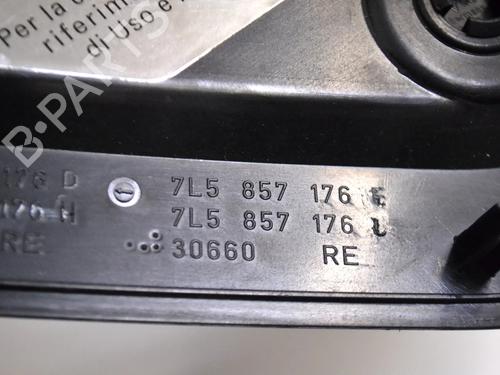 Per la
riferim
di Uso e
B-PARTS
176 D
7L5 857 176 E
176 H
7L5 857 176
RE
30660 RE